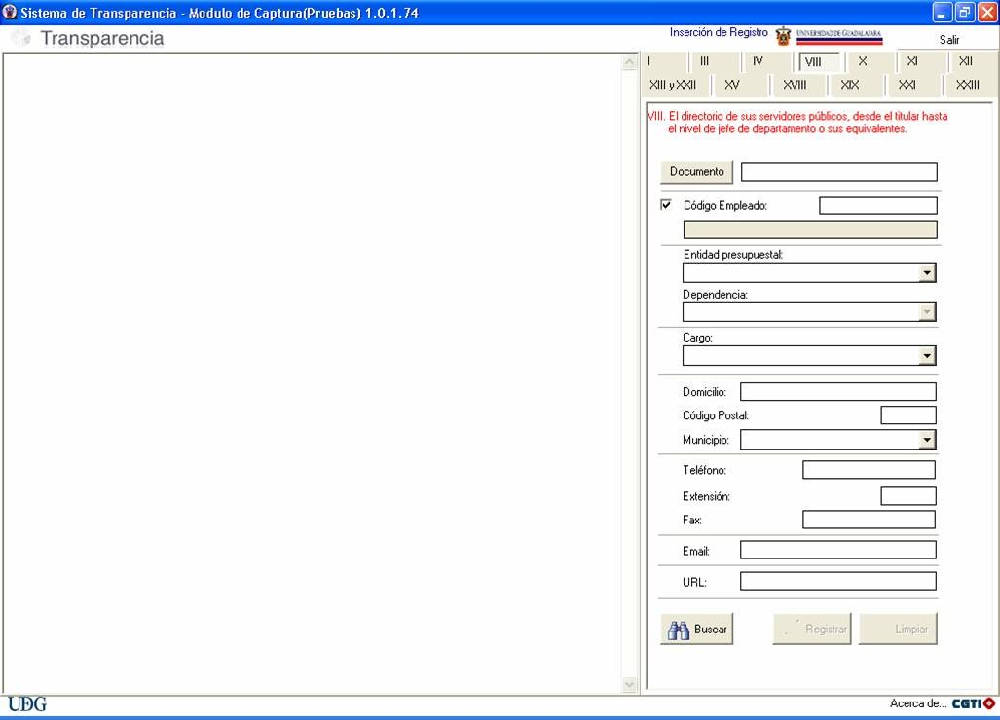 Sistema de Transparencia - Modulo de Captura(Pruebas) 1.0.1.74
Transparencia
Inserción de Registro
UNIVERSIDAD DE GUADALAJARA
Salir
I III IV VIII X XI XII
XIII y XXII XV XVIII XIX XXI XXIII
VIII. El directorio de sus servidores públicos, desde el titular hasta
el nivel de jefe de departamento o sus equivalentes.
Documento
Código Empleado:
Entidad presupuestal:
Dependencia:
Cargo:
Domicilio:
Código Postal:
Municipio:
Teléfono:
Extensión:
Fax:
Email:
URL:
Buscar Registrar Limpiar
UDG
Acerca de... CGTI